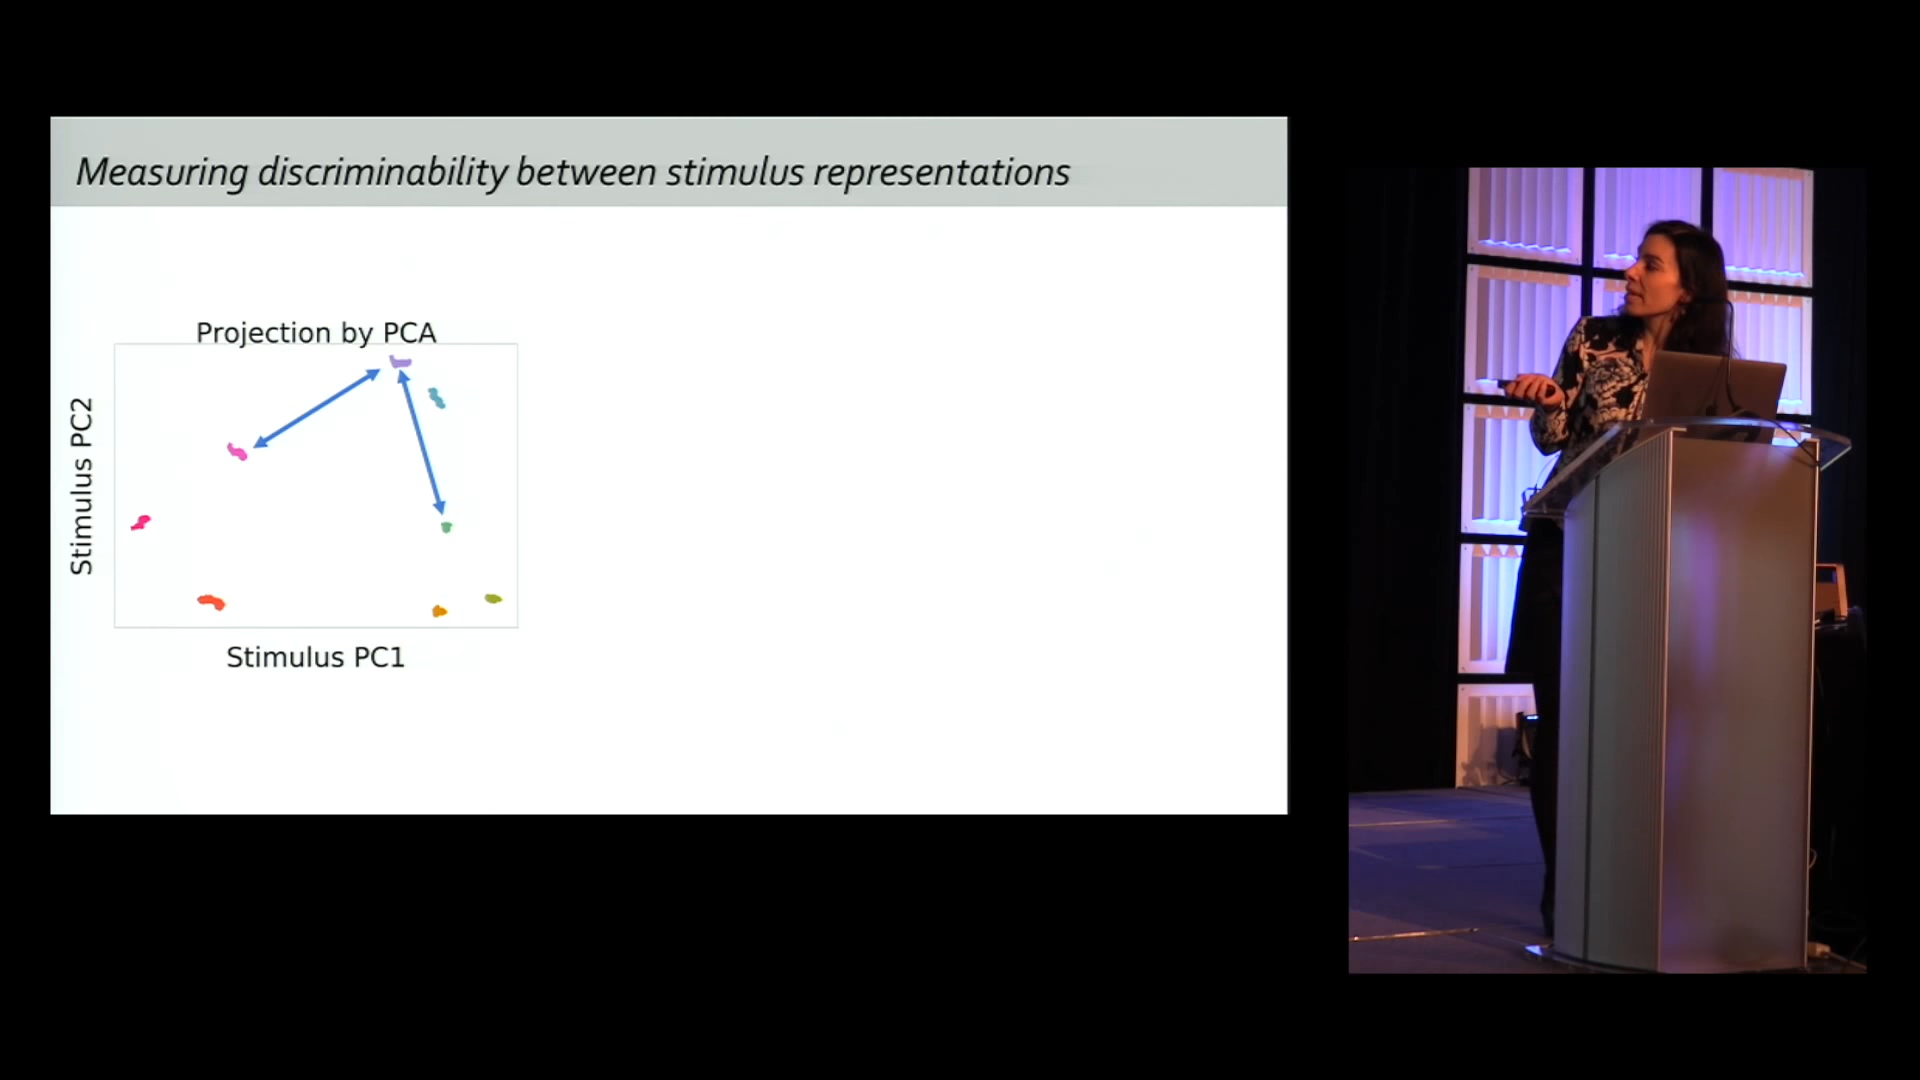 Measuring discriminability between stimulus representations
Projection by PCA
Stimulus PC2
Stimulus PC1